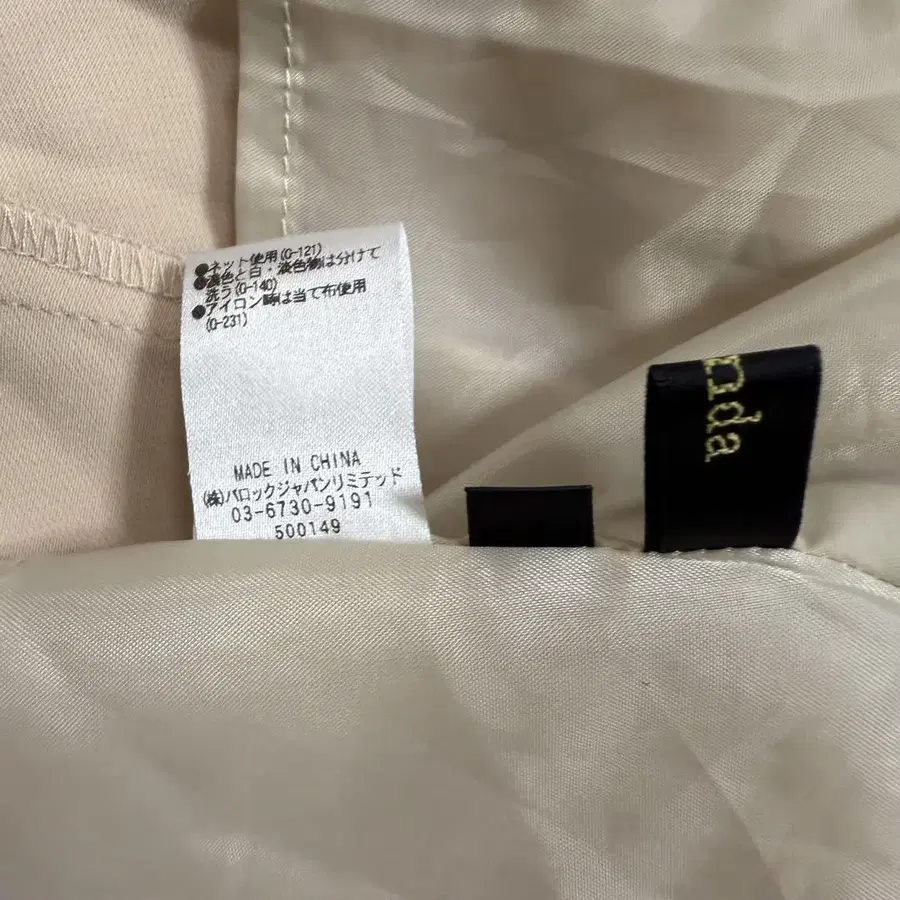 ●ネット使用(G-121)
●濃色と白・淡色物は分けて
洗う(G-140)
●アイロン時は当て布使用
(G-231)
MADE IN CHINA
(株)バロックジャパンリミテッド
03-6730-9191
500149
nda